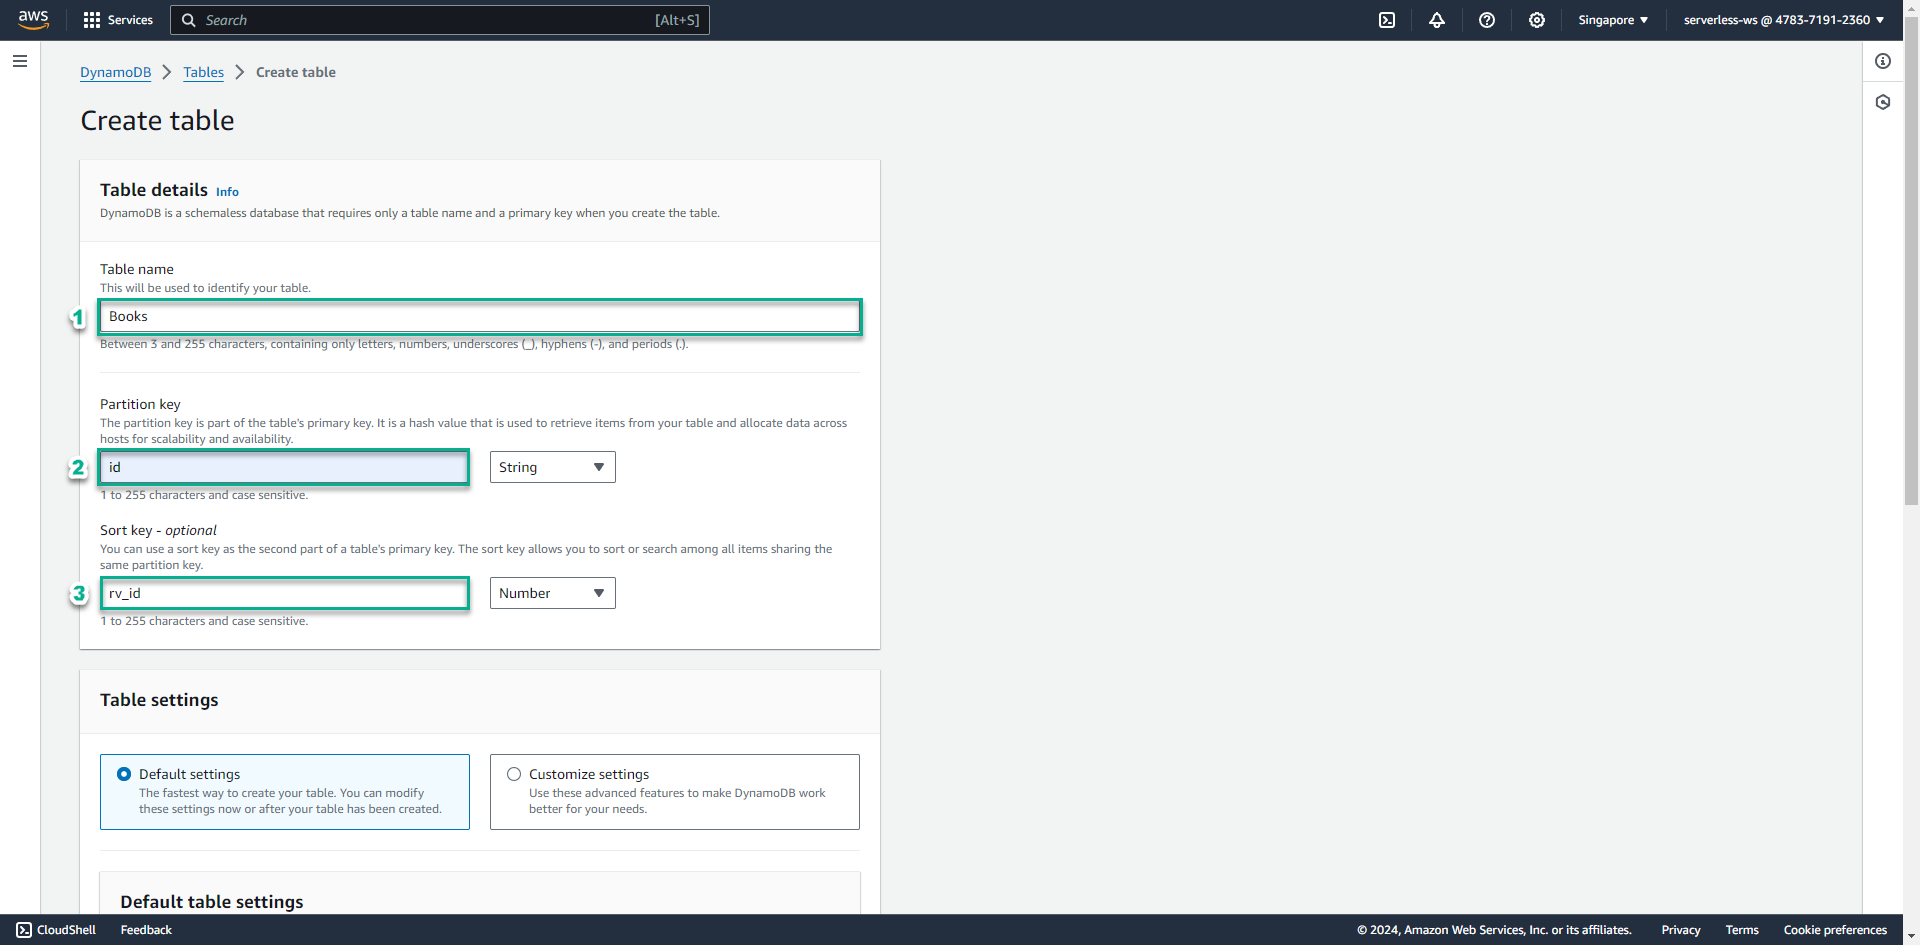 aws
Services
Search
[Alt+S]
Singapore
serverless-ws @ 4783-7191-2360
DynamoDB
Tables
Create table
Create table
Table details Info
DynamoDB is a schemaless database that requires only a table name and a primary key when you create the table.
Table name
This will be used to identify your table.
1
Books
Between 3 and 255 characters, containing only letters, numbers, underscores (_), hyphens (-), and periods (.).
Partition key
The partition key is part of the table's primary key. It is a hash value that is used to retrieve items from your table and allocate data across
hosts for scalability and availability.
2
id
String
1 to 255 characters and case sensitive.
Sort key - optional
You can use a sort key as the second part of a table's primary key. The sort key allows you to sort or search among all items sharing the
same partition key.
3
rv_id
Number
1 to 255 characters and case sensitive.
Table settings
Default settings
The fastest way to create your table. You can modify
these settings now or after your table has been created.
Customize settings
Use these advanced features to make DynamoDB work
better for your needs.
Default table settings
CloudShell
Feedback
© 2024, Amazon Web Services, Inc. or its affiliates.
Privacy
Terms
Cookie preferences